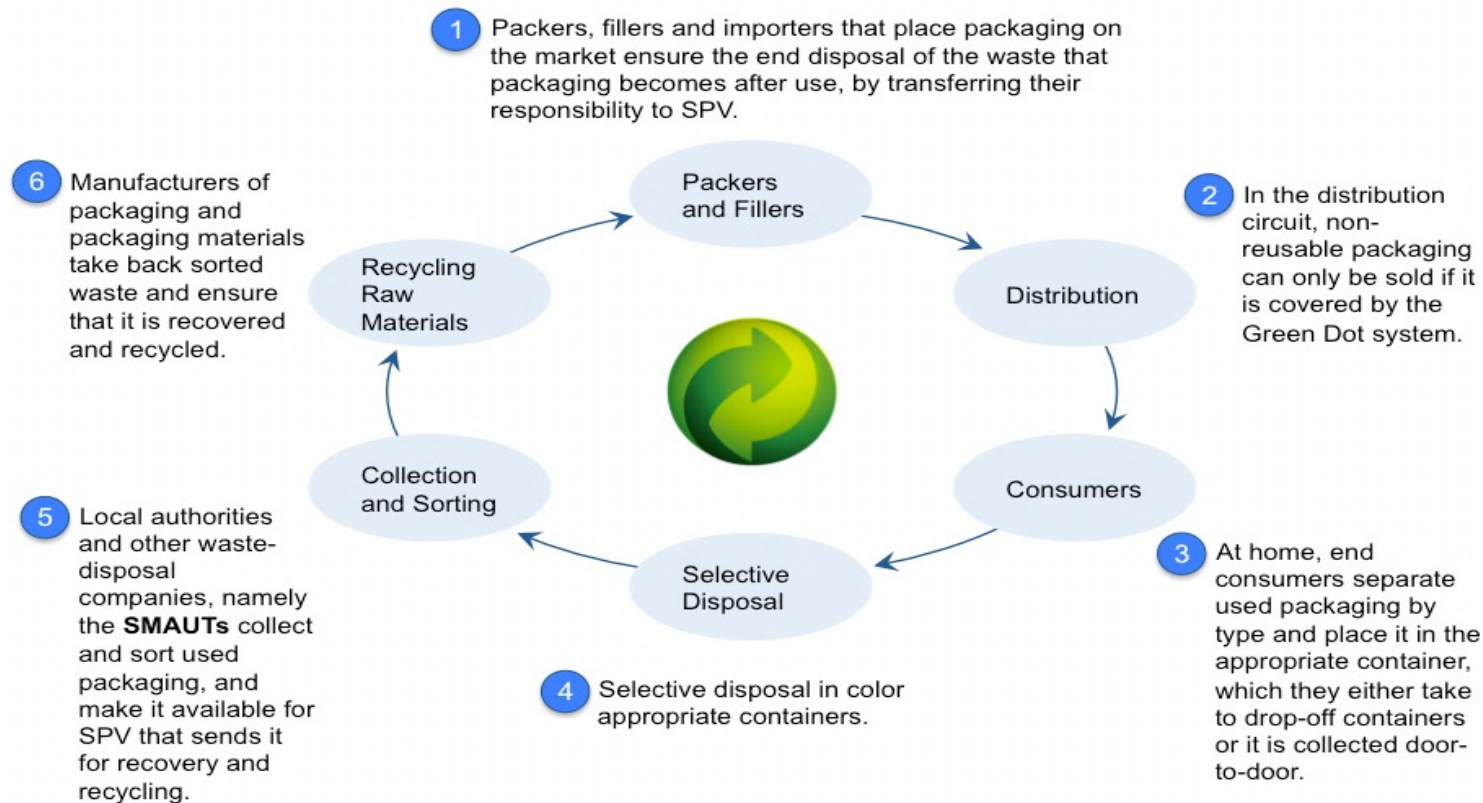 1
Packers, fillers and importers that place packaging on
the market ensure the end disposal of the waste that
packaging becomes after use, by transferring their
responsibility to SPV.
Packers
and Fillers
2
In the distribution
circuit, non-
reusable packaging
can only be sold if it
is covered by the
Green Dot system.
Distribution
Consumers
3
At home, end
consumers separate
used packaging by
type and place it in the
appropriate container,
which they either take
to drop-off containers
or it is collected door-
to-door.
Selective
Disposal
4
Selective disposal in color
appropriate containers.
Collection
and Sorting
5
Local authorities
and other waste-
disposal
companies, namely
the SMAUTs collect
and sort used
packaging, and
make it available for
SPV that sends it
for recovery and
recycling.
Recycling
Raw
Materials
6
Manufacturers of
packaging and
packaging materials
take back sorted
waste and ensure
that it is recovered
and recycled.